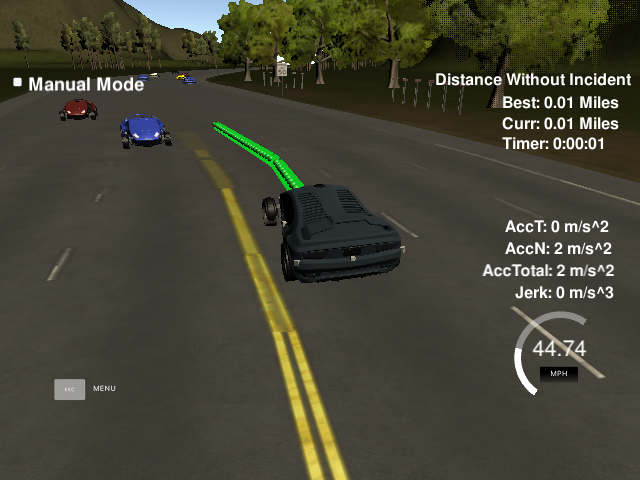 Manual Mode
Distance Without Incident
Best: 0.01 Miles
Curr: 0.01 Miles
Timer: 0:00:01
AccT: 0 m/s^2
AccN: 2 m/s^2
AccTotal: 2 m/s^2
Jerk: 0 m/s^3
44.74
MPH
ESC MENU